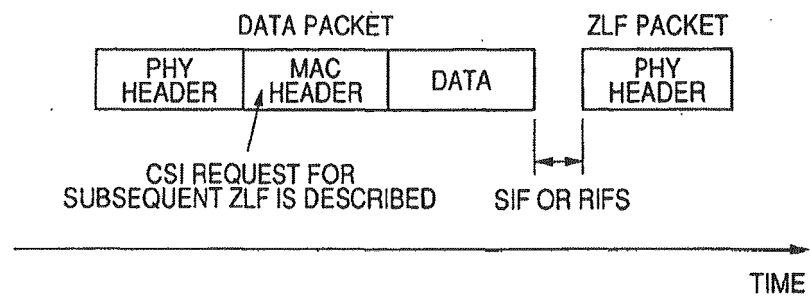 DATA PACKET
ZLF PACKET
PHY HEADER
MAC HEADER
DATA
PHY HEADER
CSI REQUEST FOR
SUBSEQUENT ZLF IS DESCRIBED
SIF OR RIFS
TIME